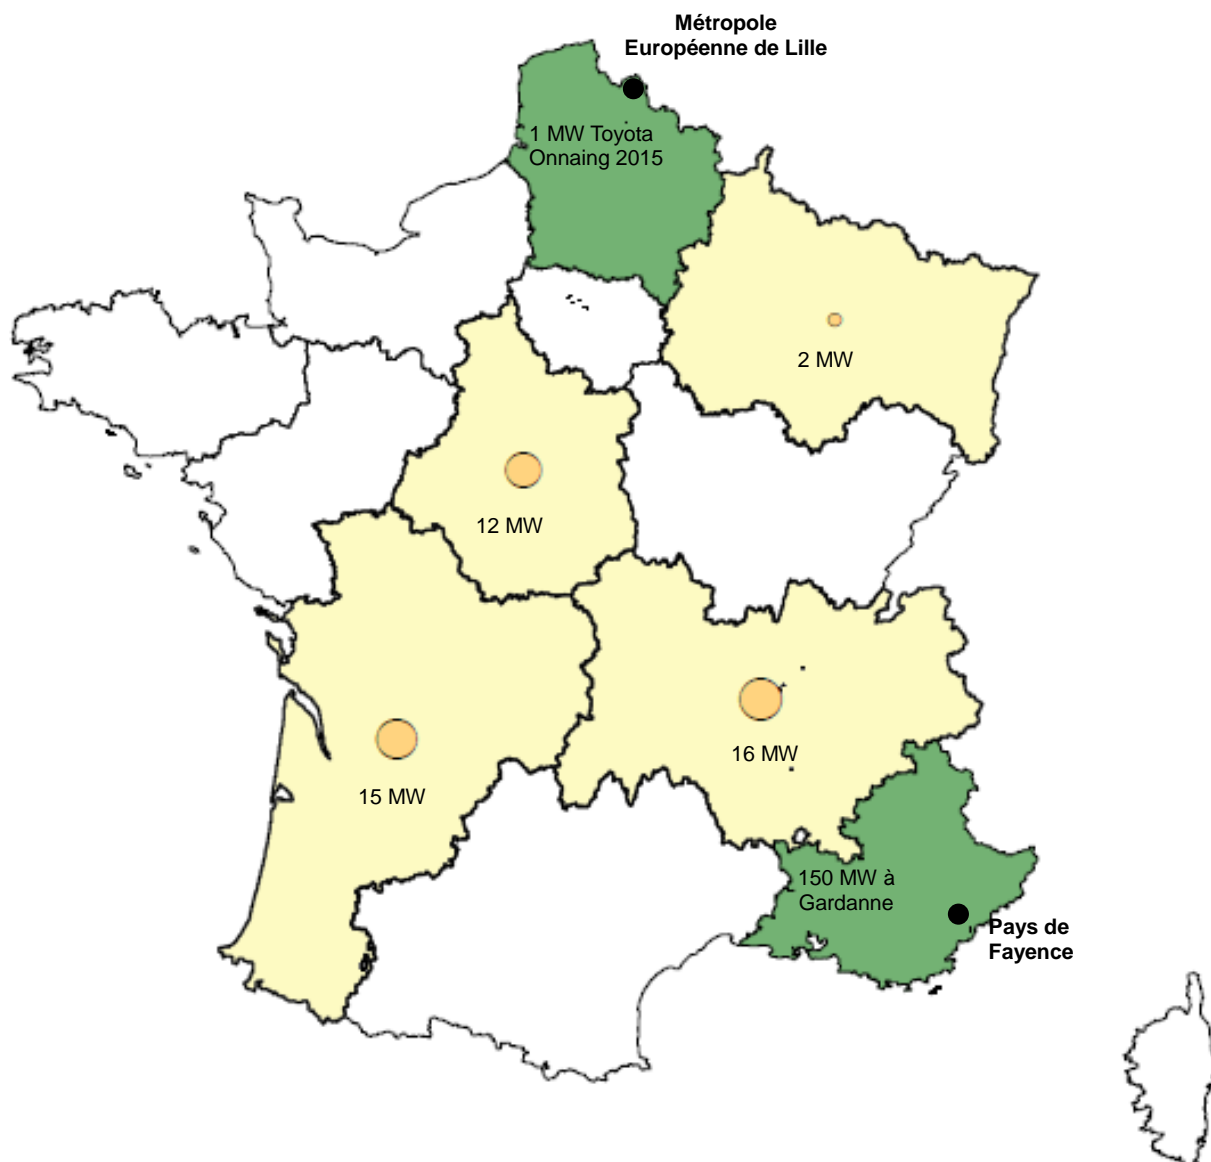 Métropole
Européenne de Lille
1 MW Toyota
Onnaing 2015
2 MW
12 MW
16 MW
15 MW
150 MW à
Gardanne
Pays de
Fayence